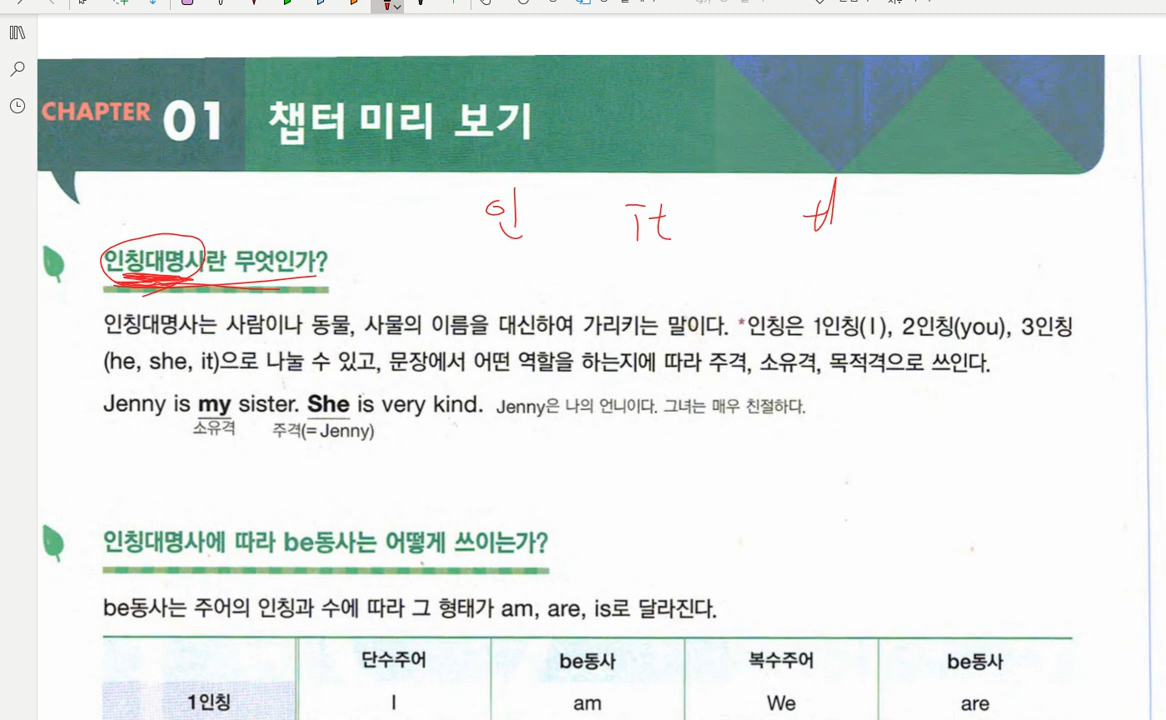 CHAPTER 01 챕터 미리 보기
인 it
인칭대명사란 무엇인가?
인칭대명사는 사람이나 동물, 사물의 이름을 대신하여 가리키는 말이다. *인칭은 1인칭(I), 2인칭(you), 3인칭
(he, she, it)으로 나눌 수 있고, 문장에서 어떤 역할을 하는지에 따라 주격, 소유격, 목적격으로 쓰인다.
Jenny is my sister. She is very kind. Jenny은 나의 언니이다. 그녀는 매우 친절하다.
소유격 주격(= Jenny)
인칭대명사에 따라 be동사는 어떻게 쓰이는가?
be동사는 주어의 인칭과 수에 따라 그 형태가 am, are, is로 달라진다.
단수주어 be동사 복수주어 be동사
1인칭 I am We are